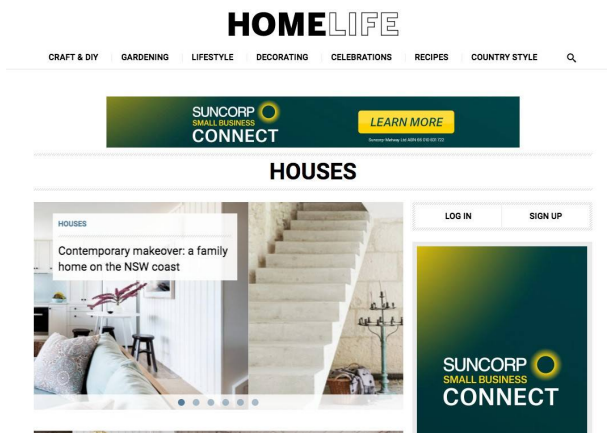 HOMELIFE
CRAFT & DIY GARDENING LIFESTYLE DECORATING CELEBRATIONS RECIPES COUNTRY STYLE
SUNCORP
SMALL BUSINESS
CONNECT
LEARN MORE
HOUSES
HOUSES
Contemporary makeover: a family
home on the NSW coast
LOG IN SIGN UP
SUNCORP
SMALL BUSINESS
CONNECT